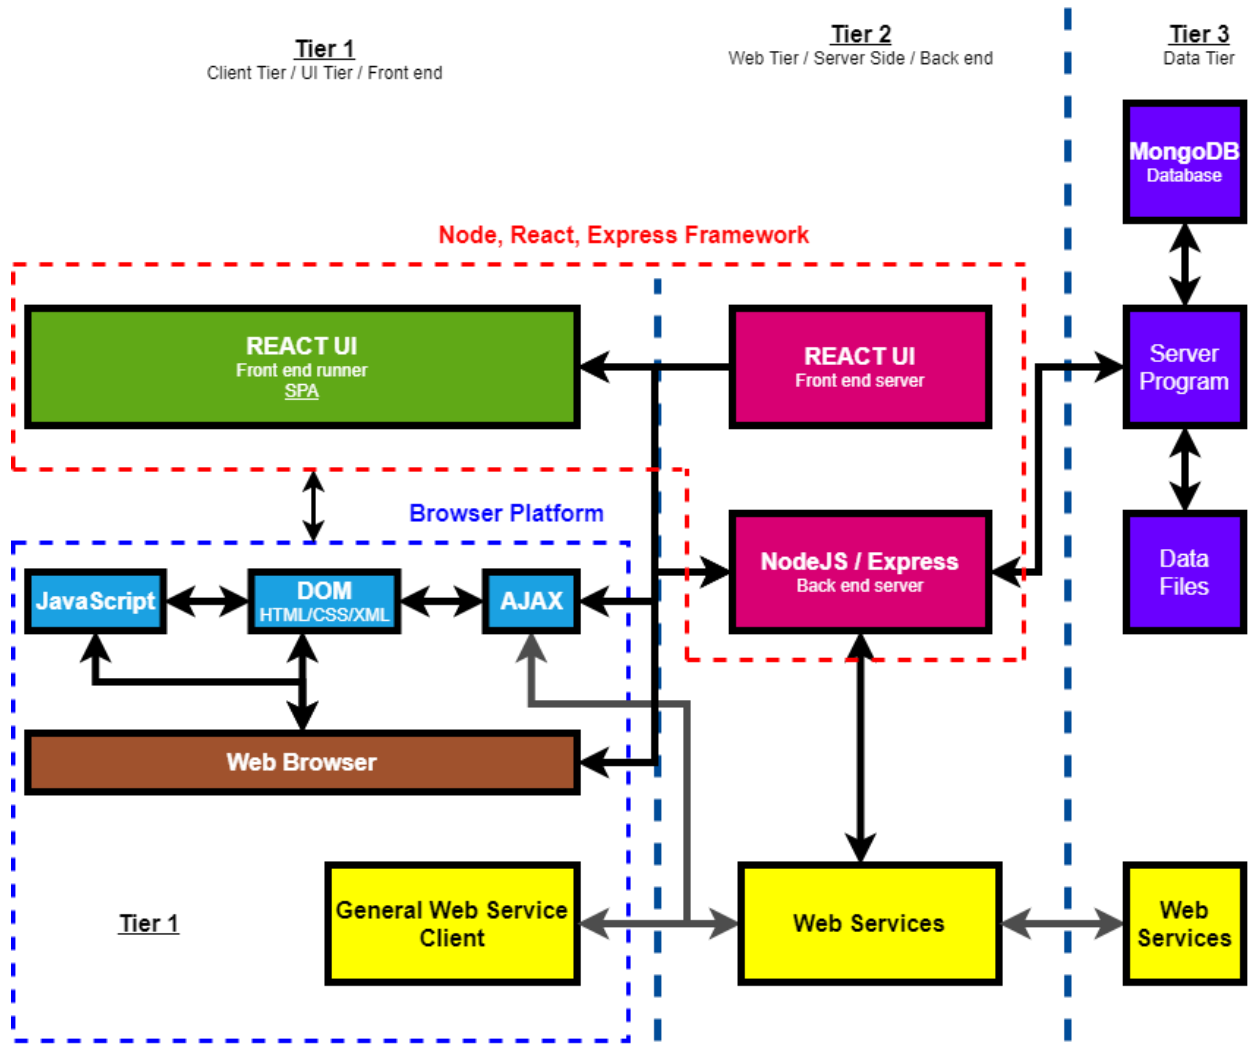 Tier 1
Client Tier / UI Tier / Front end
Tier 2
Web Tier / Server Side / Back end
Tier 3
Data Tier
MongoDB
Database
Node, React, Express Framework
REACT UI
Front end runner
SPA
REACT UI
Front end server
Server
Program
Browser Platform
JavaScript
DOM
HTML/CSS/XML
AJAX
NodeJS / Express
Back end server
Data
Files
Web Browser
Tier 1
General Web Service
Client
Web Services
Web
Services